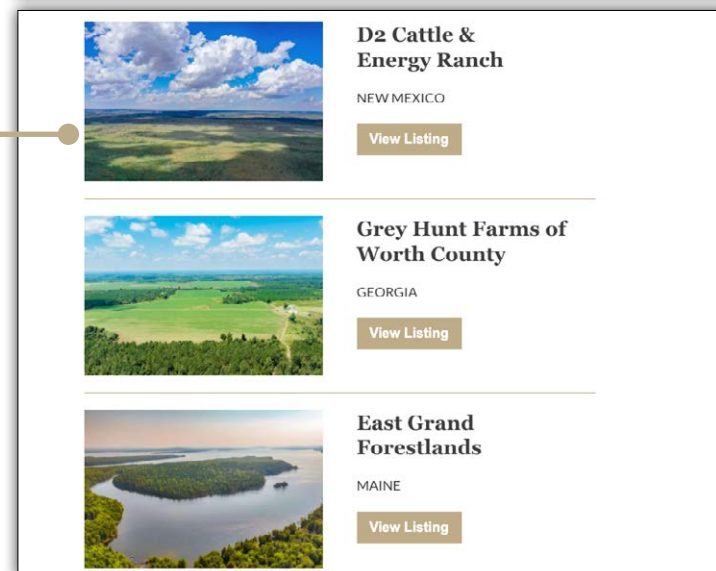 D2 Cattle &
Energy Ranch
NEW MEXICO
View Listing
Grey Hunt Farms of
Worth County
GEORGIA
View Listing
East Grand
Forestlands
MAINE
View Listing